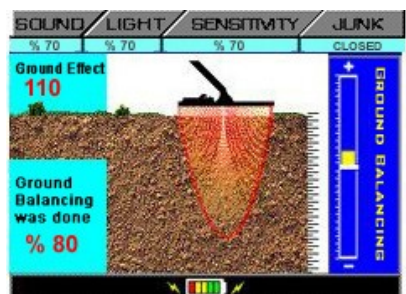 SOUND LIGHT SENSITIVITY JUNK
% 70 % 70 % 70 CLOSED
Ground Effect
110
Ground
Balancing
was done
% 80
+
GROUND BALANCING
-